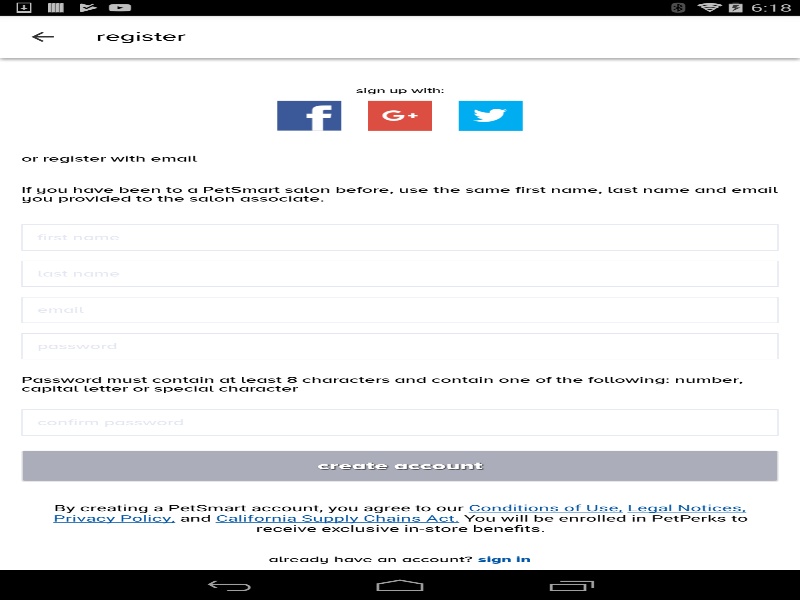 6:18
register
sign up with:
f
G+
or register with email
If you have been to a PetSmart salon before, use the same first name, last name and email
you provided to the salon associate.
first name
last name
email
password
Password must contain at least 8 characters and contain one of the following: number,
capital letter or special character
confirm password
create account
By creating a PetSmart account, you agree to our Conditions of Use, Legal Notices,
Privacy Policy, and California Supply Chains Act. You will be enrolled in PetPerks to
receive exclusive in-store benefits.
already have an account? sign in